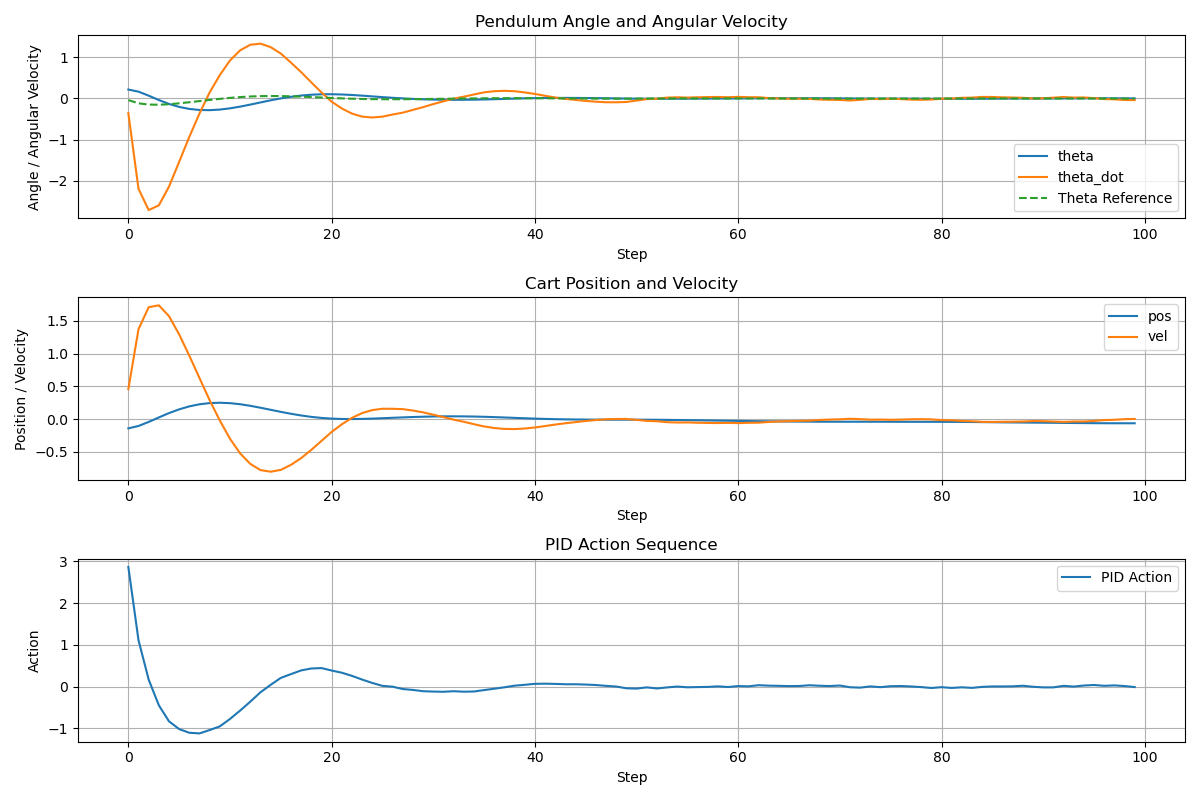 Pendulum Angle and Angular Velocity
Angle / Angular Velocity
1
0
−1
−2
theta
theta_dot
Theta Reference
0 20 40 60 80 100
Step
Cart Position and Velocity
Position / Velocity
1.5
1.0
0.5
0.0
−0.5
pos
vel
0 20 40 60 80 100
Step
PID Action Sequence
Action
3
2
1
0
−1
PID Action
0 20 40 60 80 100
Step